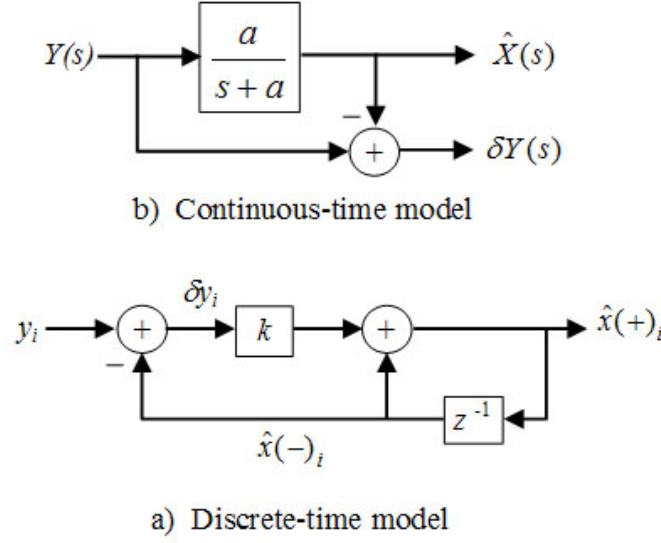 Y(s)
a
s + a
X̂(s)
−
+
δY(s)
b) Continuous-time model
δy_i
y_i
+
k
+
x̂(+)_i
−
z^{-1}
x̂(−)_i
a) Discrete-time model